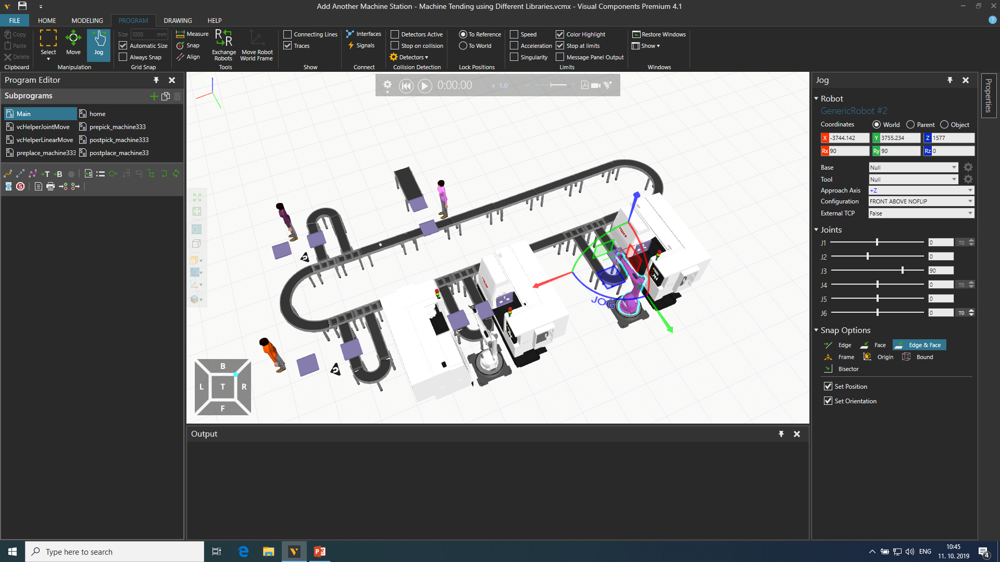 Add Another Machine Station - Machine Tending using Different Libraries.vcmx - Visual Components Premium 4.1
FILE HOME MODELING PROGRAM DRAWING HELP
Copy
Paste
Delete
Clipboard
Select
Move
Jog
Manipulation
Size 1000 mm
Automatic Size
Always Snap
Grid Snap
Measure
Snap
Align
Exchange Robots
Move Robot World Frame
Tools
Connecting Lines
Traces
Show
Interfaces
Signals
Connect
Detectors Active
Stop on collision
Detectors
Collision Detection
To Reference
To World
Lock Positions
Speed
Acceleration
Singularity
Color Highlight
Stop at limits
Message Panel Output
Limits
Restore Windows
Show
Windows
Program Editor
Subprograms
Main
home
vcHelperJointMove
prepick_machine333
vcHelperLinearMove
postpick_machine333
preplace_machine333
postplace_machine33
0:00:00 x 1.0
JOG
B
L T R
F
Output
Jog
Properties
Robot
GenericRobot #2
Coordinates World Parent Object
X -3744.142 Y 3755.234 Z 1577
Rx 90 Ry 90 Rz 0
Base Null
Tool Null
Approach Axis +Z
Configuration FRONT ABOVE NOFLIP
External TCP False
Joints
J1 0 T0
J2 0
J3 90
J4 0 T0
J5 0
J6 0 T0
Snap Options
Edge Face Edge & Face
Frame Origin Bound
Bisector
Set Position
Set Orientation
Type here to search
ENG
10:45
11. 10. 2019
4